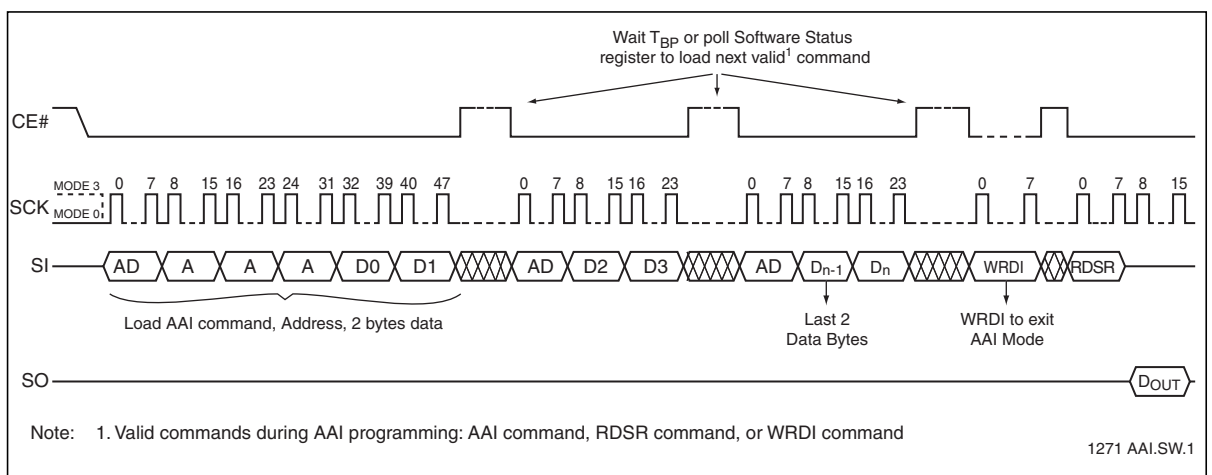 Wait TBP or poll Software Status
register to load next valid1 command
CE#
MODE 3
0 7 8 15 16 23 24 31 32 39 40 47 0 7 8 15 16 23 0 7 8 15 16 23 0 7 0 7 8 15
SCK
MODE 0
SI AD A A A D0 D1 AD D2 D3 AD Dn-1 Dn WRDI RDSR
Load AAI command, Address, 2 bytes data
Last 2
Data Bytes
WRDI to exit
AAI Mode
SO DOUT
Note: 1. Valid commands during AAI programming: AAI command, RDSR command, or WRDI command
1271 AAI.SW.1